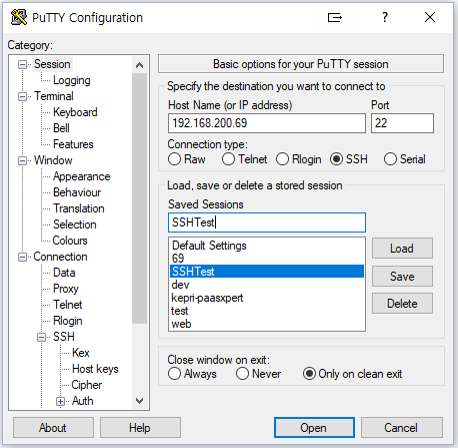 PuTTY Configuration
Category:
Session
Logging
Terminal
Keyboard
Bell
Features
Window
Appearance
Behaviour
Translation
Selection
Colours
Connection
Data
Proxy
Telnet
Rlogin
SSH
Kex
Host keys
Cipher
Auth
Basic options for your PuTTY session
Specify the destination you want to connect to
Host Name (or IP address) Port
192.168.200.69 22
Connection type:
Raw Telnet Rlogin SSH Serial
Load, save or delete a stored session
Saved Sessions
SSHTest
Default Settings
69
SSHTest
dev
kepri-paasxpert
test
web
Load
Save
Delete
Close window on exit:
Always Never Only on clean exit
About Help Open Cancel